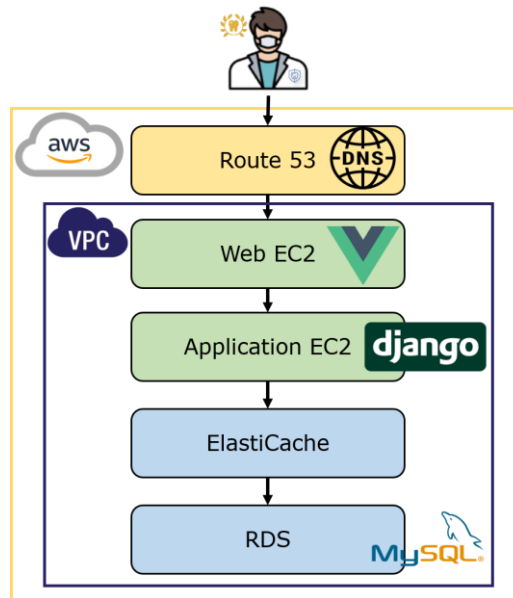 aws
Route 53
DNS
VPC
Web EC2
Application EC2
django
ElastiCache
RDS
MySQL®